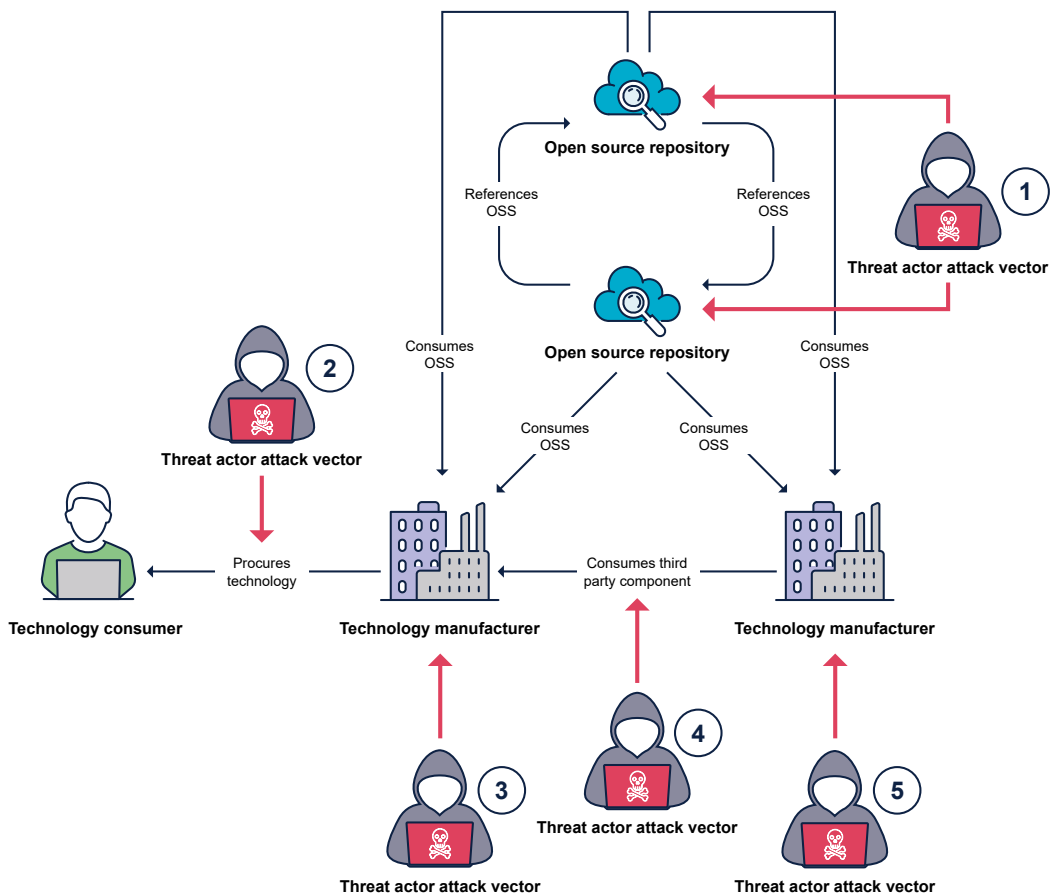 Open source repository
References
OSS
References
OSS
1
Threat actor attack vector
Open source repository
Consumes
OSS
Consumes
OSS
2
Threat actor attack vector
Consumes
OSS
Consumes
OSS
Procures
technology
Consumes third
party component
Technology consumer
Technology manufacturer
Technology manufacturer
4
Threat actor attack vector
3
Threat actor attack vector
5
Threat actor attack vector